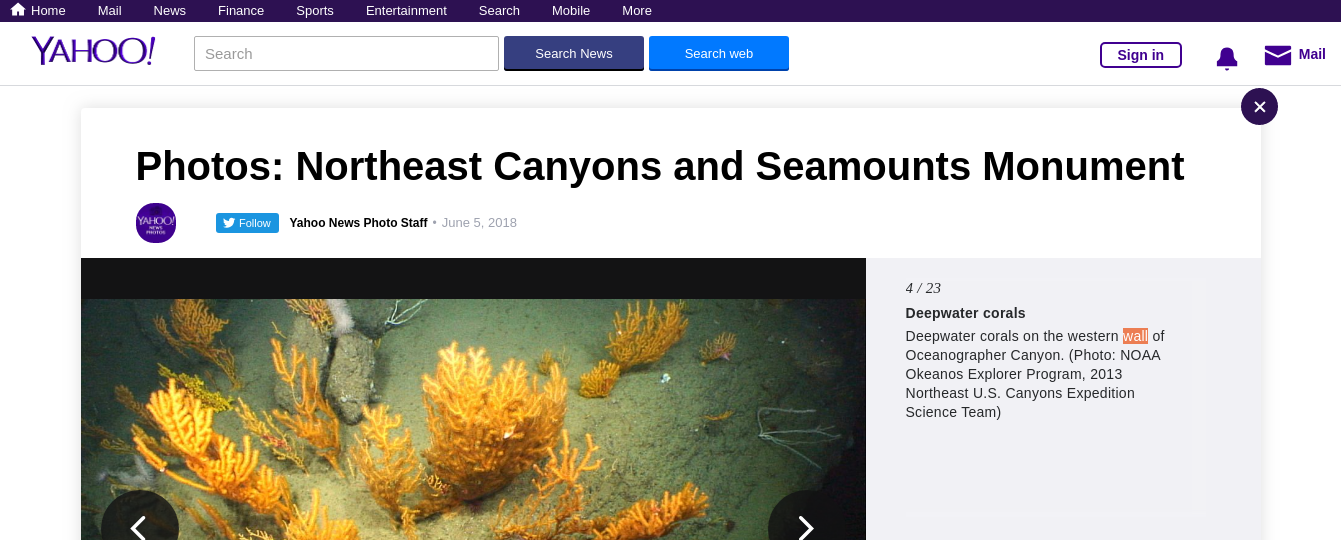 Home Mail News Finance Sports Entertainment Search Mobile More
YAHOO! Search Search News Search web Sign in Mail
Photos: Northeast Canyons and Seamounts Monument
YAHOO!
NEWS
PHOTOS
Follow Yahoo News Photo Staff • June 5, 2018
4 / 23
Deepwater corals
Deepwater corals on the western wall of
Oceanographer Canyon. (Photo: NOAA
Okeanos Explorer Program, 2013
Northeast U.S. Canyons Expedition
Science Team)